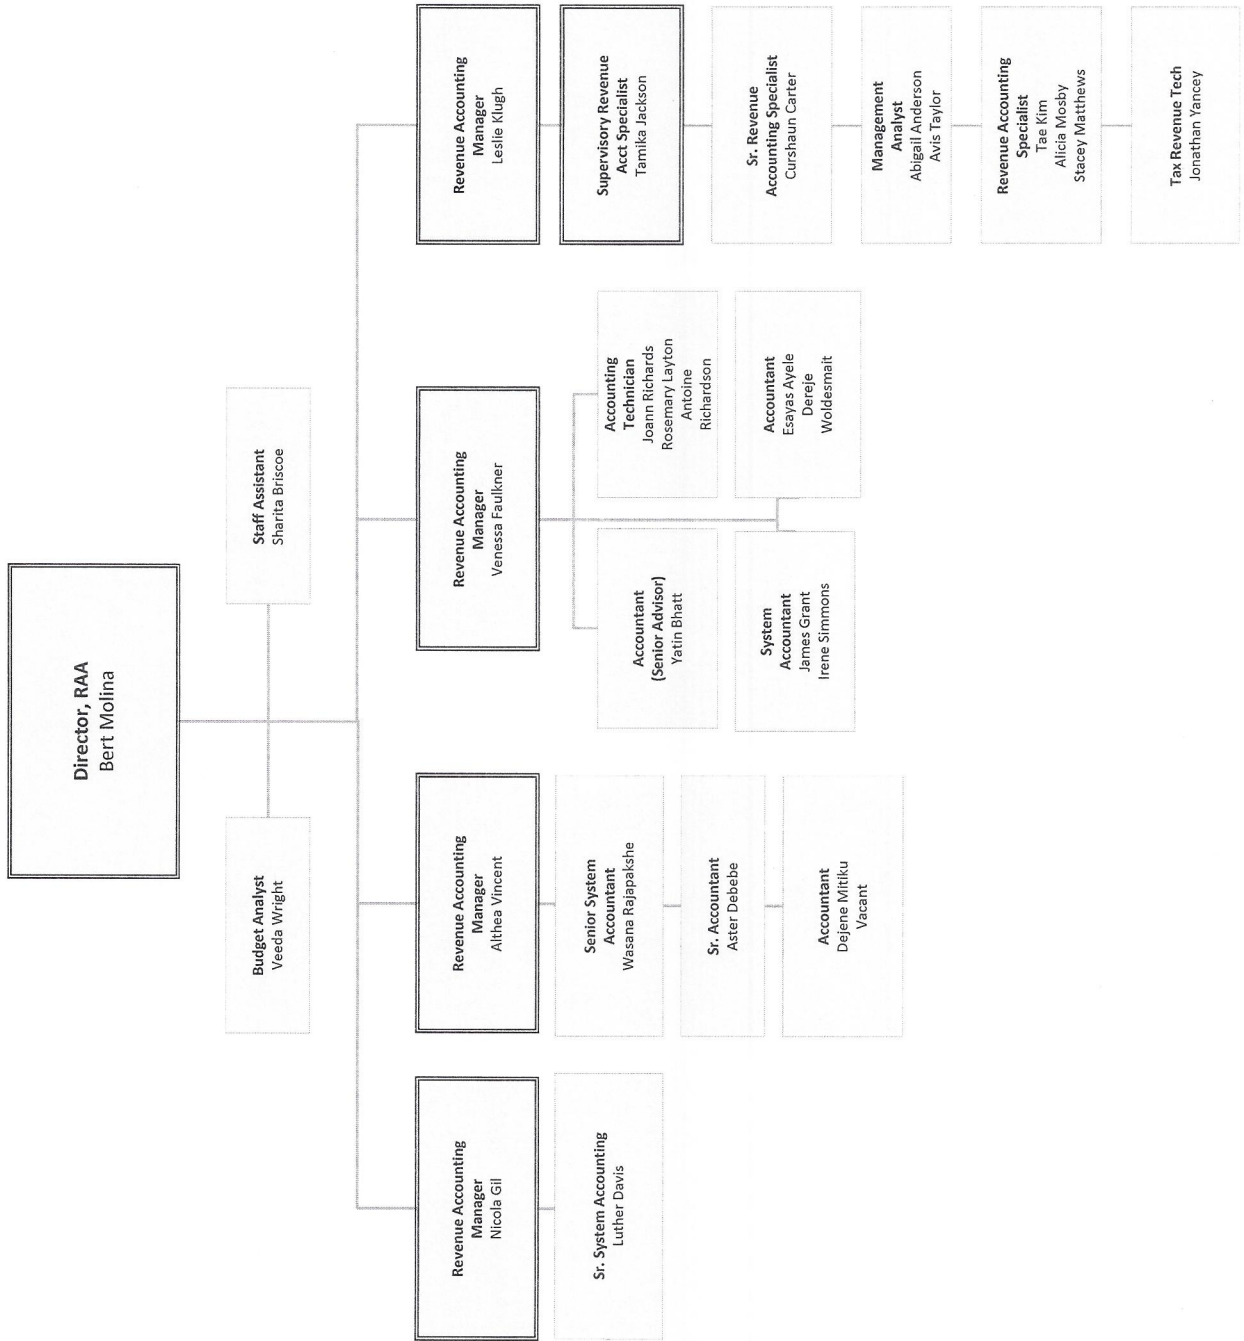 Director, RAA
Bert Molina
Budget Analyst
Veeda Wright
Staff Assistant
Sharita Briscoe
Revenue Accounting
Manager
Nicola Gil
Sr. System Accounting
Luther Davis
Revenue Accounting
Manager
Althea Vincent
Senior System
Accountant
Wasana Rajapakshe
Sr. Accountant
Aster Debebe
Accountant
Dejene Mitiku
Vacant
Revenue Accounting
Manager
Venessa Faulkner
Accountant
(Senior Advisor)
Yatin Bhatt
Accounting
Technician
Joann Richards
Rosemary Layton
Antoine
Richardson
System
Accountant
James Grant
Irene Simmons
Accountant
Esayas Ayele
Dereje
Woldesmait
Revenue Accounting
Manager
Leslie Klugh
Supervisory Revenue
Acct Specialist
Tamika Jackson
Sr. Revenue
Accounting Specialist
Curshaun Carter
Management
Analyst
Abigail Anderson
Avis Taylor
Revenue Accounting
Specialist
Tae Kim
Alicia Mosby
Stacey Matthews
Tax Revenue Tech
Jonathan Yancey